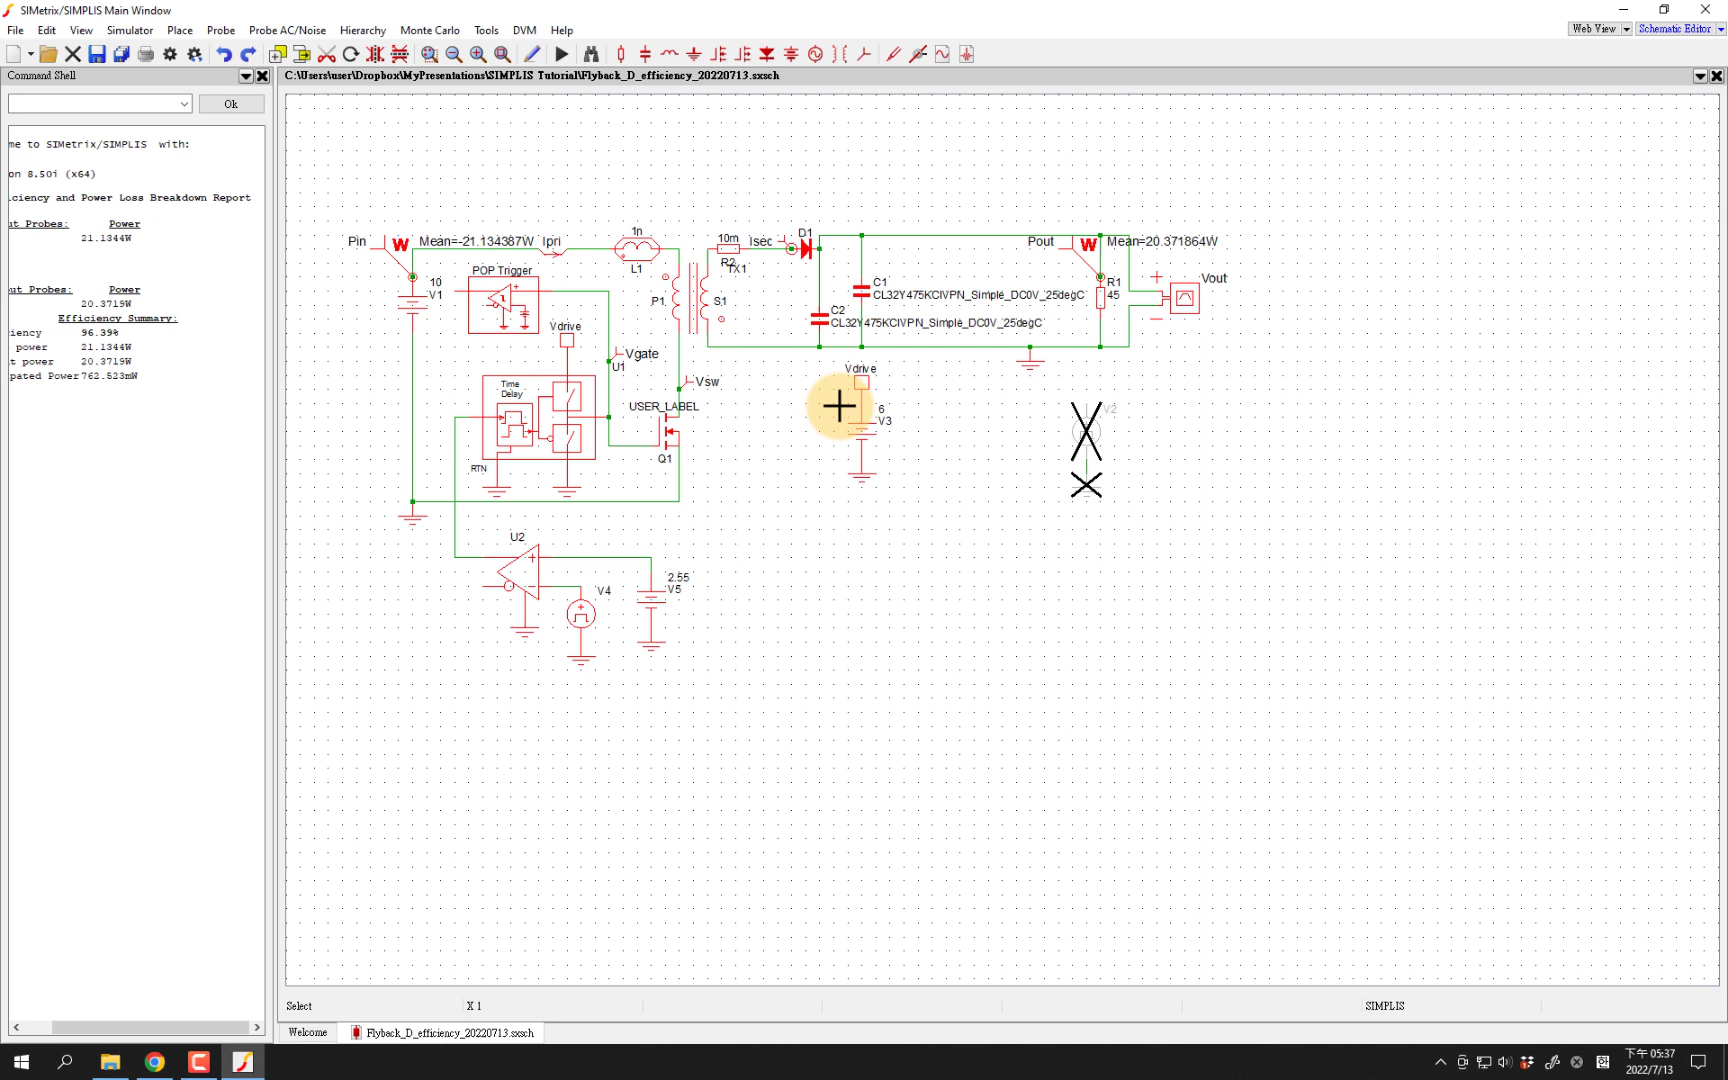 SIMetrix/SIMPLIS Main Window
File Edit View Simulator Place Probe Probe AC/Noise Hierarchy Monte Carlo Tools DVM Help
Web View Schematic Editor
Command Shell
C:\Users\user\Dropbox\MyPresentations\SIMPLIS Tutorial\Flyback_D_efficiency_20220713.sxsch
Ok
me to SIMetrix/SIMPLIS with:
on 8.50i (x64)
iciency and Power Loss Breakdown Report
ut Probes: Power
21.1344W
ut Probes: Power
20.3719W
Efficiency Summary:
iency 96.39%
power 21.1344W
t power 20.3719W
pated Power 762.523mW
Pin W Mean=-21.134387W Ipri
1n
L1
10m
R2
TX1
Isec
D1
Pout W Mean=20.371864W
POP Trigger
10
V1
P1
S1
C1
CL32Y475KCIVPN_Simple_DC0V_25degC
C2
CL32Y475KCIVPN_Simple_DC0V_25degC
R1
45
Vout
Vdrive
Vgate
U1
Vsw
Vdrive
Time
Delay
USER_LABEL
6
V3
V2
RTN
Q1
U2
V4
2.55
V5
Select X 1 SIMPLIS
Welcome Flyback_D_efficiency_20220713.sxsch
下午 05:37
2022/7/13